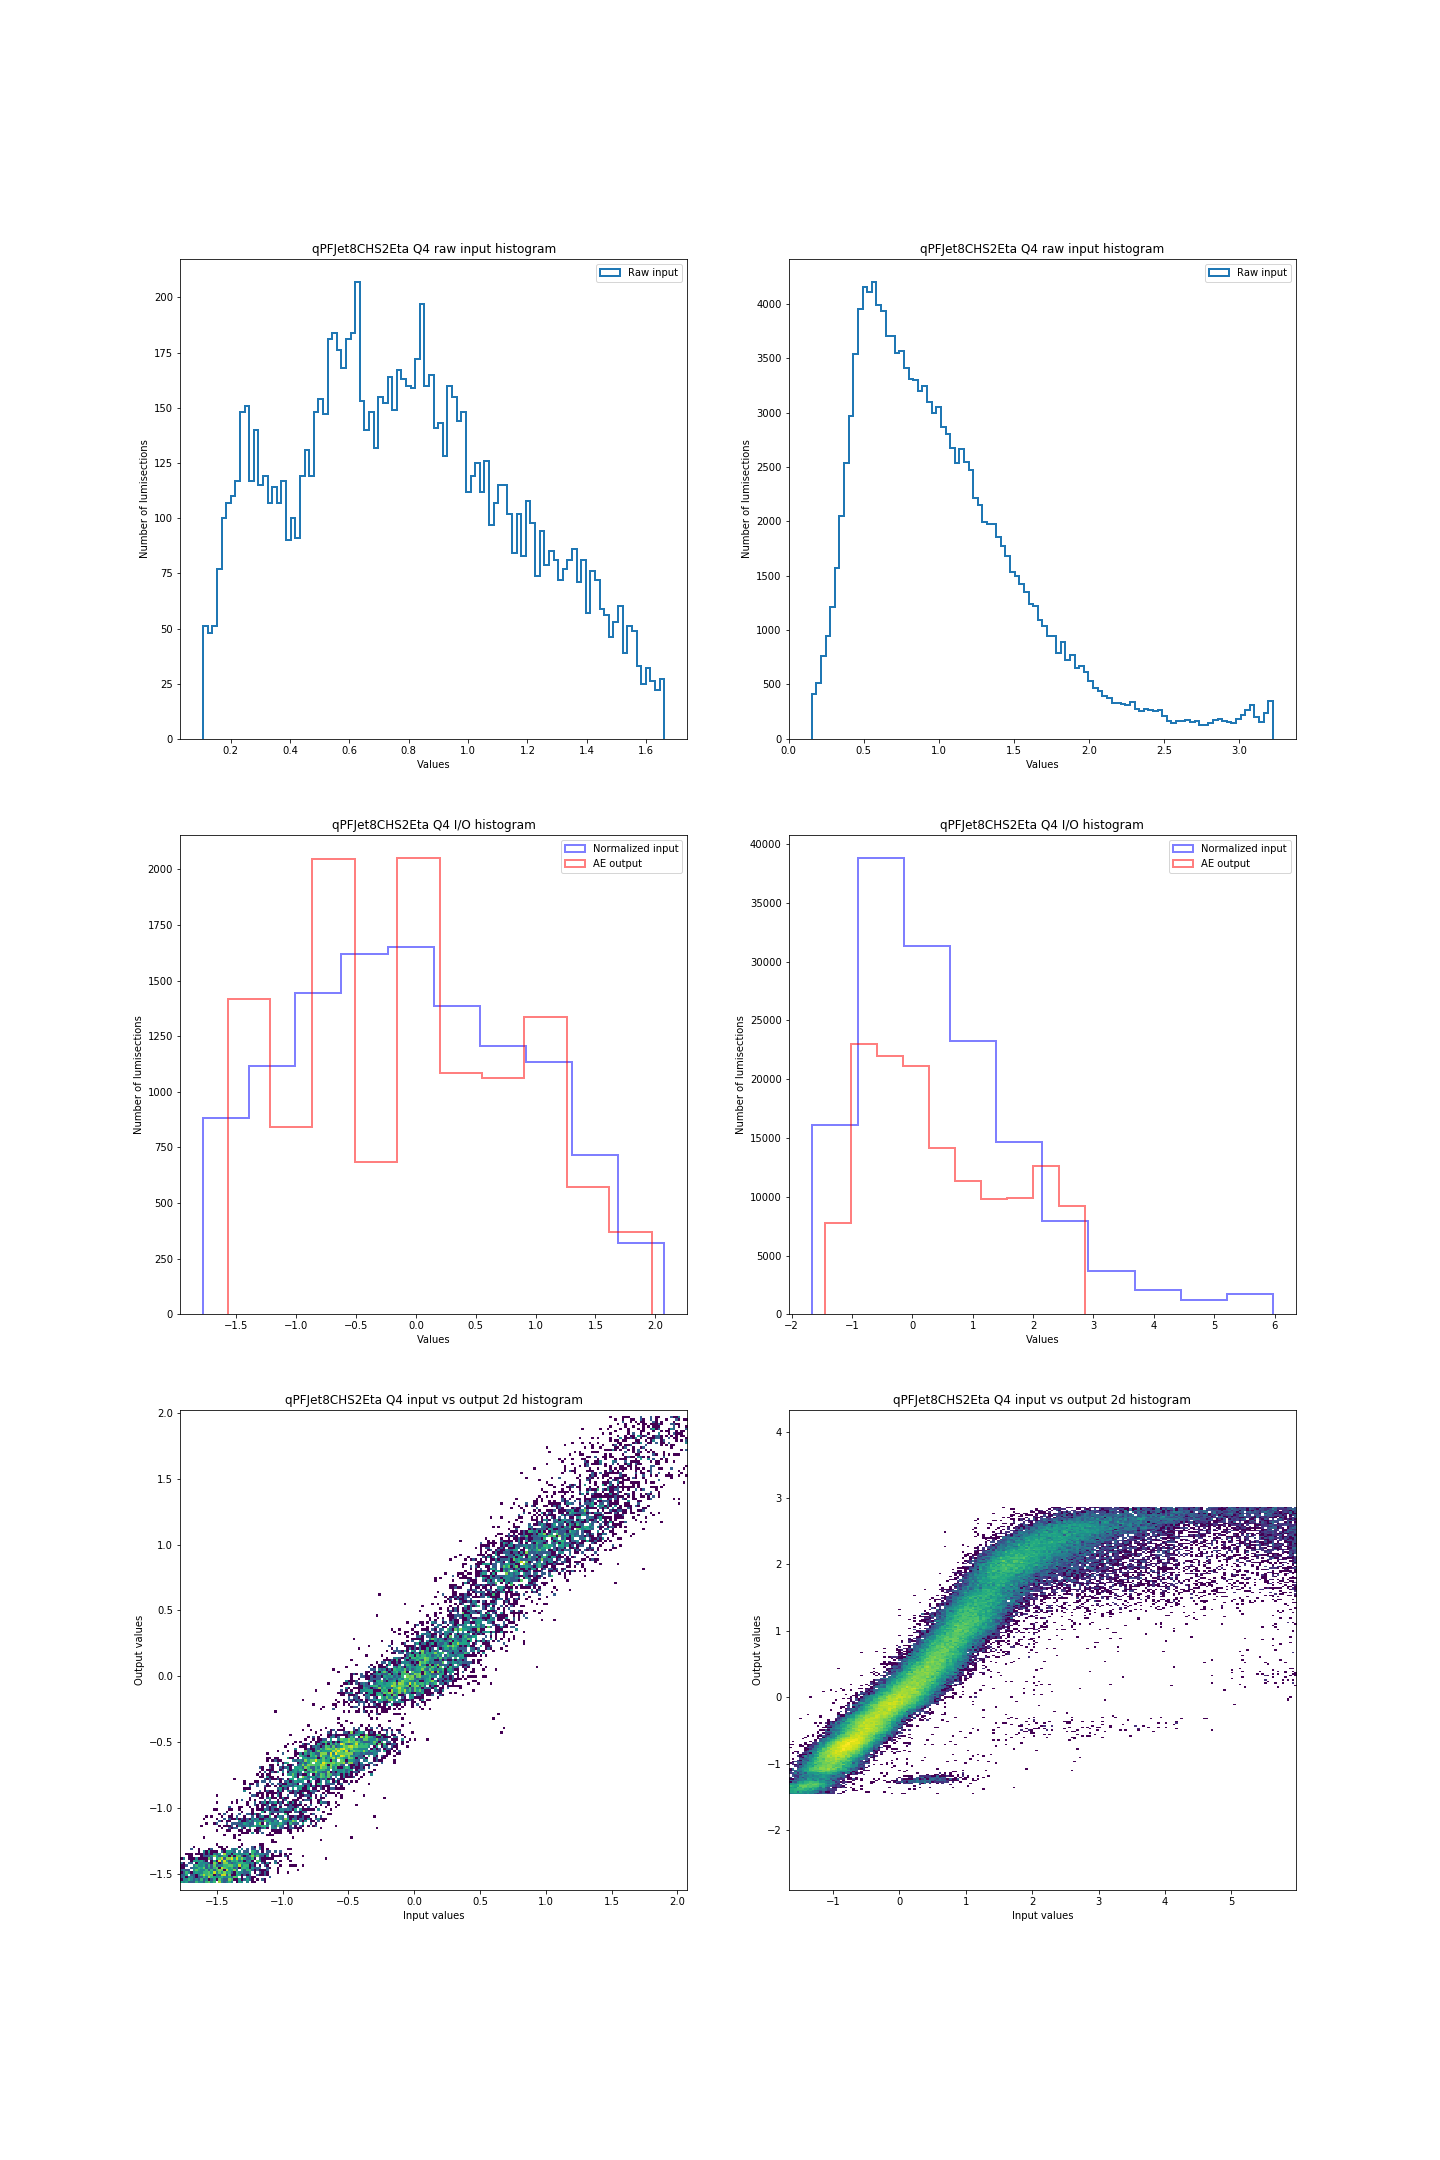 qPFJet8CHS2Eta Q4 raw input histogram
Raw input
200
175
150
125
100
75
50
25
0
Number of lumisections
0.2 0.4 0.6 0.8 1.0 1.2 1.4 1.6
Values
qPFJet8CHS2Eta Q4 raw input histogram
Raw input
4000
3500
3000
2500
2000
1500
1000
500
0
Number of lumisections
0.0 0.5 1.0 1.5 2.0 2.5 3.0
Values
qPFJet8CHS2Eta Q4 I/O histogram
Normalized input
AE output
2000
1750
1500
1250
1000
750
500
250
0
Number of lumisections
−1.5 −1.0 −0.5 0.0 0.5 1.0 1.5 2.0
Values
qPFJet8CHS2Eta Q4 I/O histogram
Normalized input
AE output
40000
35000
30000
25000
20000
15000
10000
5000
0
Number of lumisections
−2 −1 0 1 2 3 4 5 6
Values
qPFJet8CHS2Eta Q4 input vs output 2d histogram
2.0
1.5
1.0
0.5
0.0
−0.5
−1.0
−1.5
Output values
−1.5 −1.0 −0.5 0.0 0.5 1.0 1.5 2.0
Input values
qPFJet8CHS2Eta Q4 input vs output 2d histogram
4
3
2
1
0
−1
−2
Output values
−1 0 1 2 3 4 5
Input values